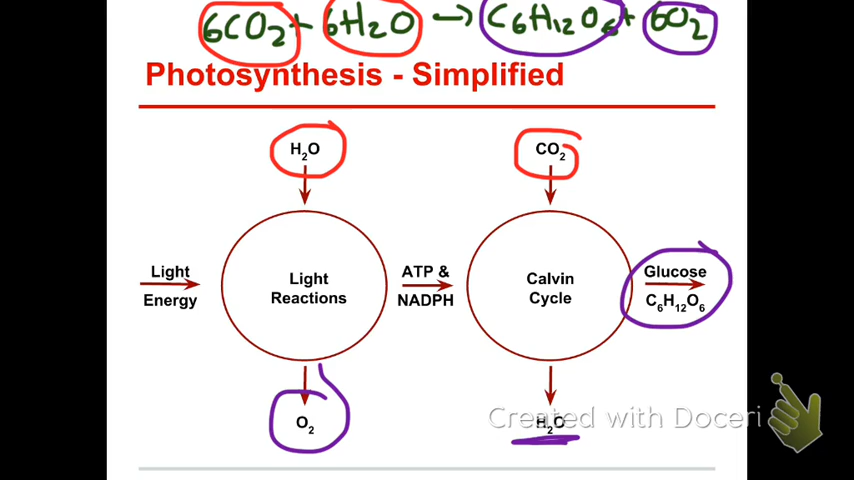 6CO₂ + 6H₂O → C₆H₁₂O₆ + 6O₂
Photosynthesis - Simplified
H₂O
CO₂
Light
Energy
Light
Reactions
ATP &
NADPH
Calvin
Cycle
Glucose
C₆H₁₂O₆
O₂
H₂O
Created with Doceri